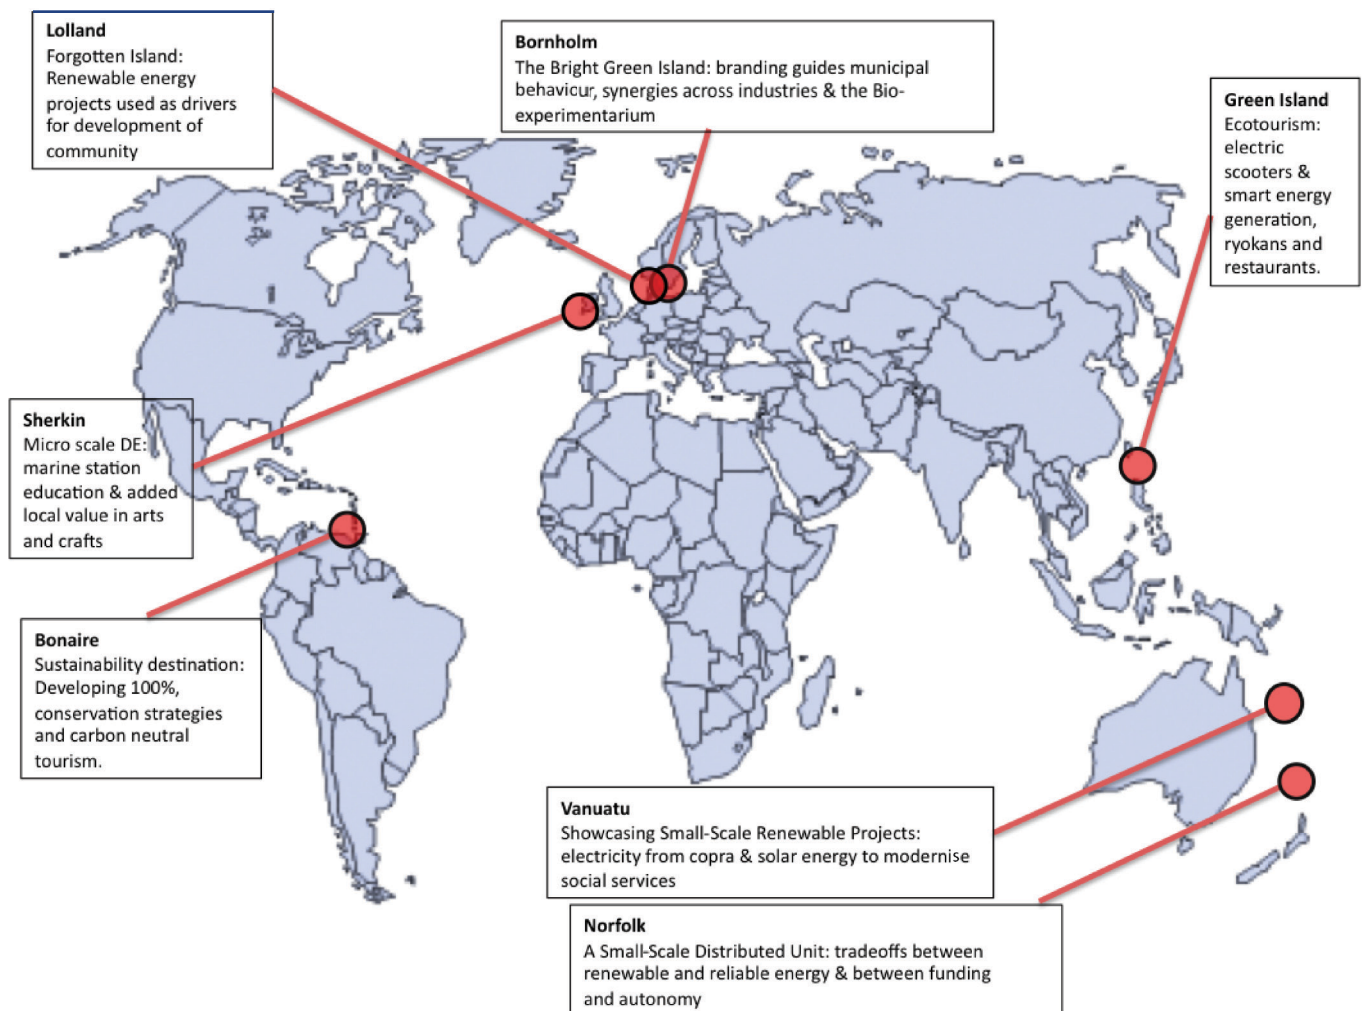 Lolland
Forgotten Island:
Renewable energy
projects used as drivers
for development of
community
Bornholm
The Bright Green Island: branding guides municipal
behaviour, synergies across industries & the Bio-
experimentarium
Green Island
Ecotourism:
electric
scooters &
smart energy
generation,
ryokans and
restaurants.
Sherkin
Micro scale DE:
marine station
education & added
local value in arts
and crafts
Bonaire
Sustainability destination:
Developing 100%,
conservation strategies
and carbon neutral
tourism.
Vanuatu
Showcasing Small-Scale Renewable Projects:
electricity from copra & solar energy to modernise
social services
Norfolk
A Small-Scale Distributed Unit: tradeoffs between
renewable and reliable energy & between funding
and autonomy